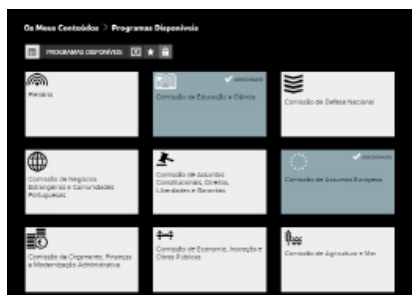 Os Meus Conteúdos > Programas Disponíveis
PROGRAMAS DISPONÍVEIS
Plenário
ADICIONADO
Comissão de Educação e Ciência
Comissão de Defesa Nacional
Comissão de Negócios
Estrangeiros e Comunidades
Portuguesas
Comissão de Assuntos
Constitucionais, Direitos,
Liberdades e Garantias
ADICIONADO
Comissão de Assuntos Europeus
Comissão de Orçamento, Finanças
e Modernização Administrativa
Comissão de Economia, Inovação e
Obras Públicas
Comissão de Agricultura e Mar